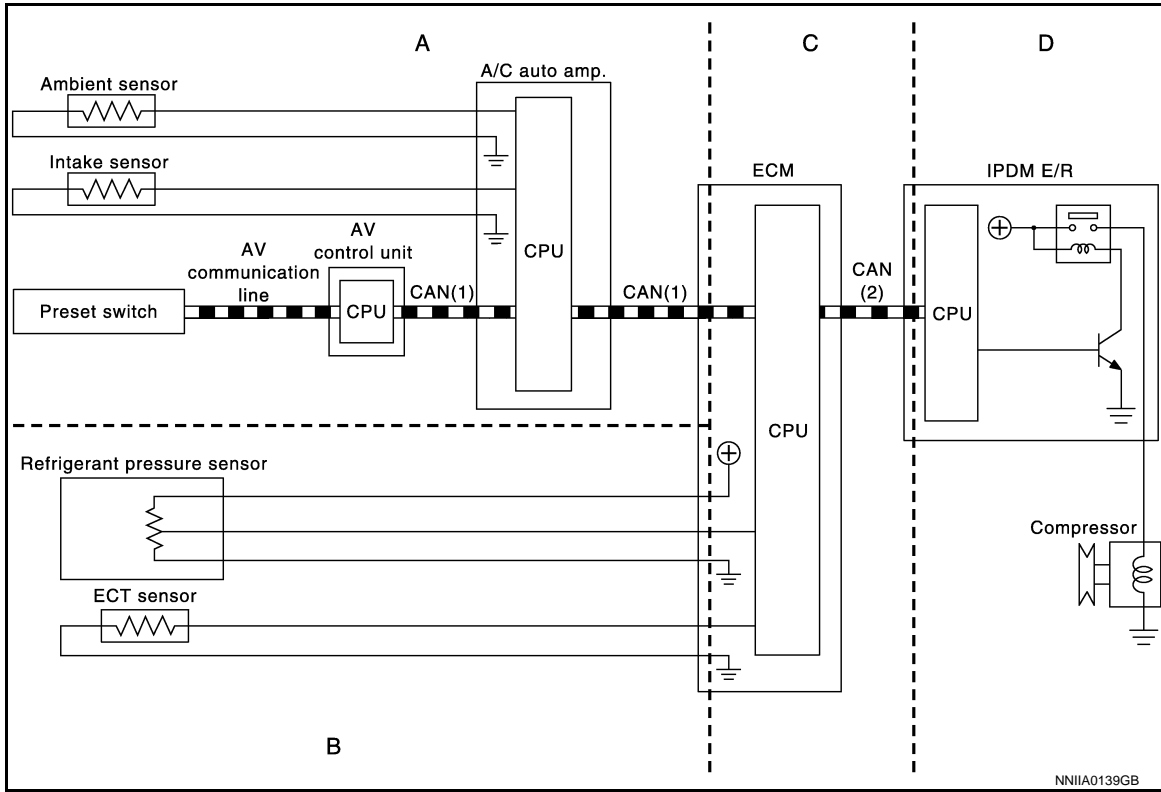 A
C
D
Ambient sensor
A/C auto amp.
Intake sensor
ECM
IPDM E/R
AV
communication
line
AV
control unit
CPU
CAN(1)
CAN(1)
CAN
(2)
Preset switch
CPU
CPU
CPU
Refrigerant pressure sensor
Compressor
ECT sensor
B
NNIIA0139GB